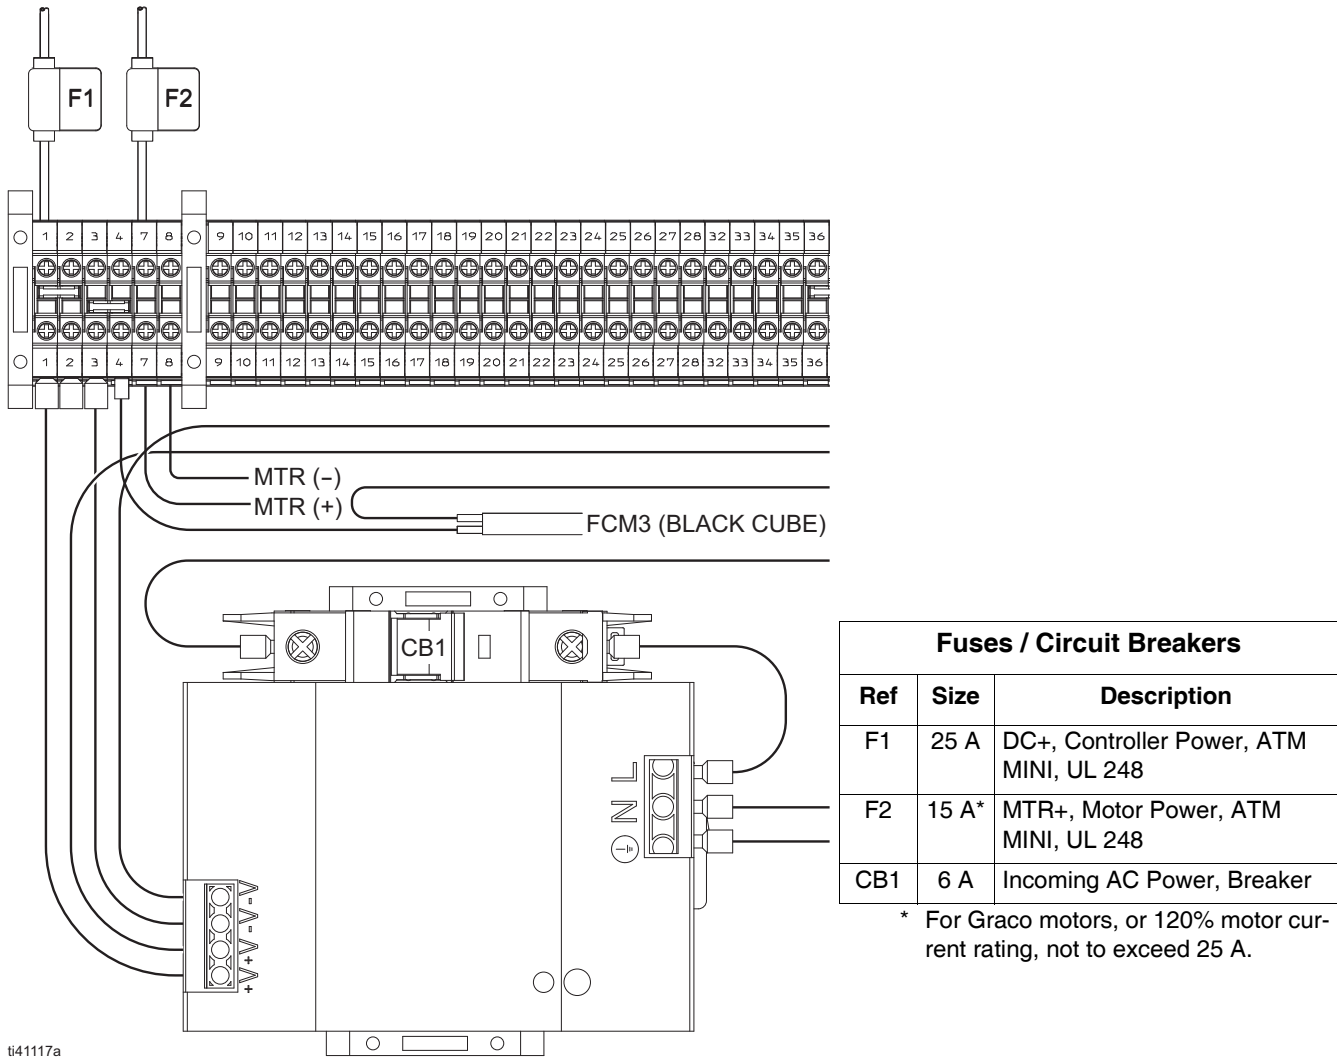 F1
F2
1 2 3 4 7 8 9 10 11 12 13 14 15 16 17 18 19 20 21 22 23 24 25 26 27 28 32 33 34 35 36
1 2 3 4 7 8 9 10 11 12 13 14 15 16 17 18 19 20 21 22 23 24 25 26 27 28 32 33 34 35 36
MTR (-)
MTR (+)
FCM3 (BLACK CUBE)
CB1
L
N
V-
V-
V+
V+
Fuses / Circuit Breakers
Ref Size Description
F1 25 A DC+, Controller Power, ATM
MINI, UL 248
F2 15 A* MTR+, Motor Power, ATM
MINI, UL 248
CB1 6 A Incoming AC Power, Breaker
* For Graco motors, or 120% motor cur-
rent rating, not to exceed 25 A.
ti41117a